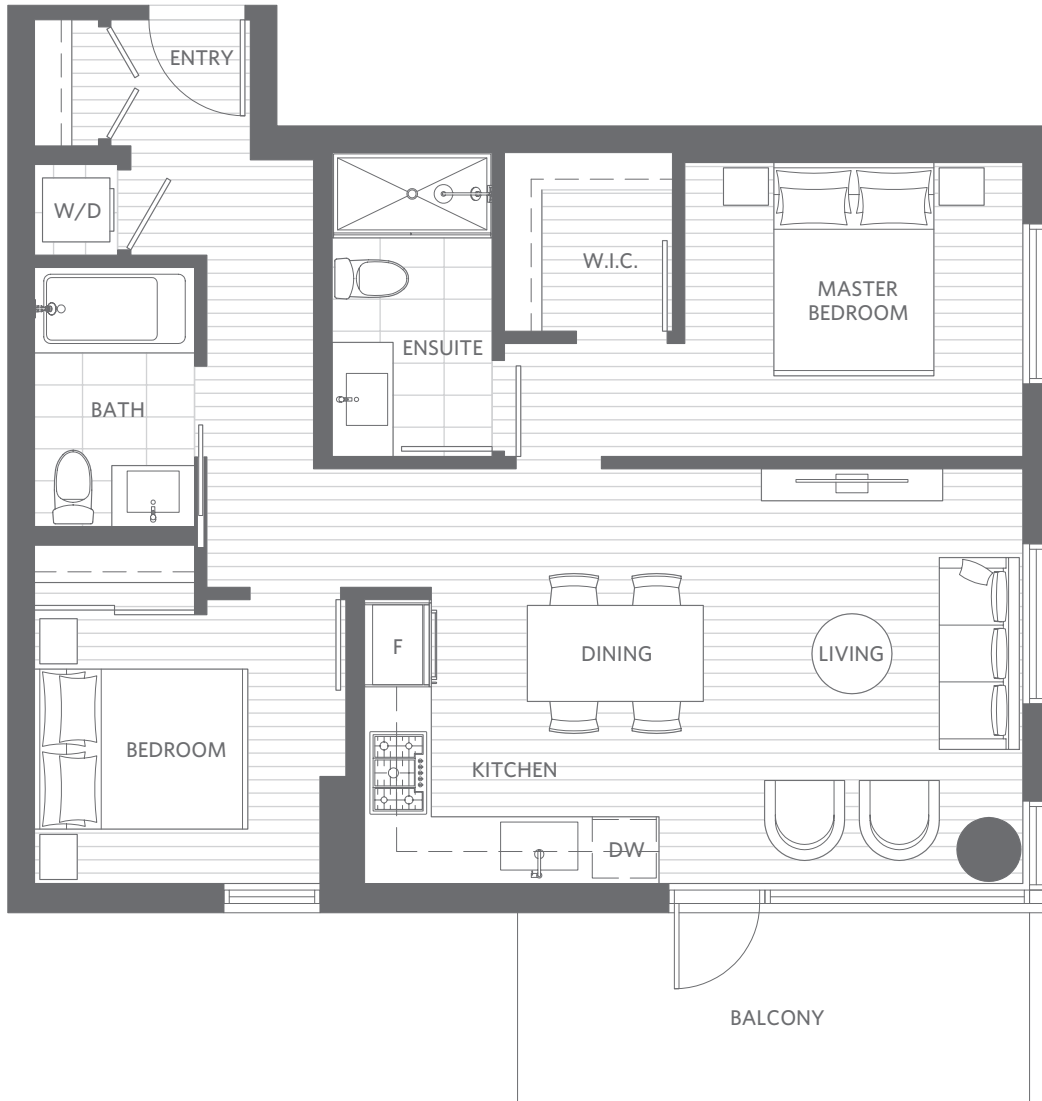 ENTRY
W/D
W.I.C.
MASTER
BEDROOM
ENSUITE
BATH
F
DINING
LIVING
BEDROOM
KITCHEN
DW
BALCONY